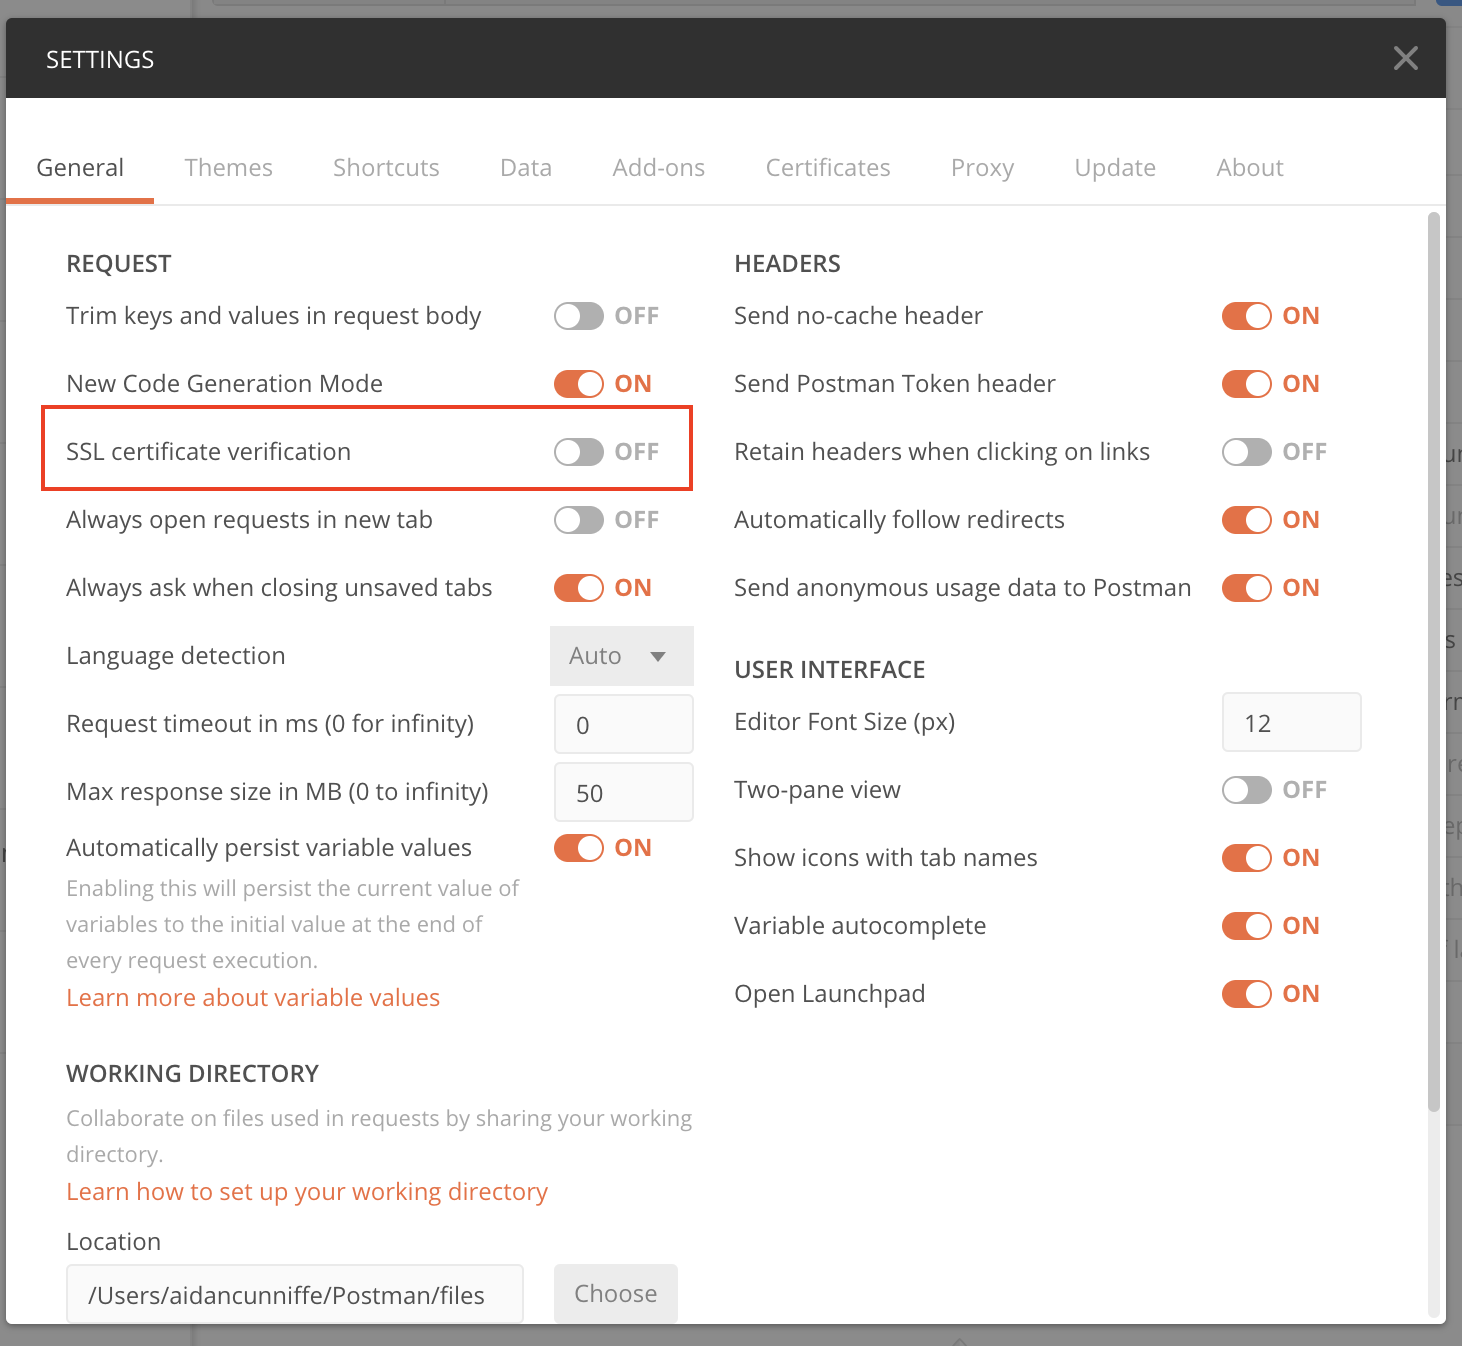 SETTINGS
General Themes Shortcuts Data Add-ons Certificates Proxy Update About
REQUEST
Trim keys and values in request body OFF
New Code Generation Mode ON
SSL certificate verification OFF
Always open requests in new tab OFF
Always ask when closing unsaved tabs ON
Language detection Auto
Request timeout in ms (0 for infinity) 0
Max response size in MB (0 to infinity) 50
Automatically persist variable values ON
Enabling this will persist the current value of
variables to the initial value at the end of
every request execution.
Learn more about variable values
WORKING DIRECTORY
Collaborate on files used in requests by sharing your working
directory.
Learn how to set up your working directory
Location
/Users/aidancunniffe/Postman/files Choose
HEADERS
Send no-cache header ON
Send Postman Token header ON
Retain headers when clicking on links OFF
Automatically follow redirects ON
Send anonymous usage data to Postman ON
USER INTERFACE
Editor Font Size (px) 12
Two-pane view OFF
Show icons with tab names ON
Variable autocomplete ON
Open Launchpad ON